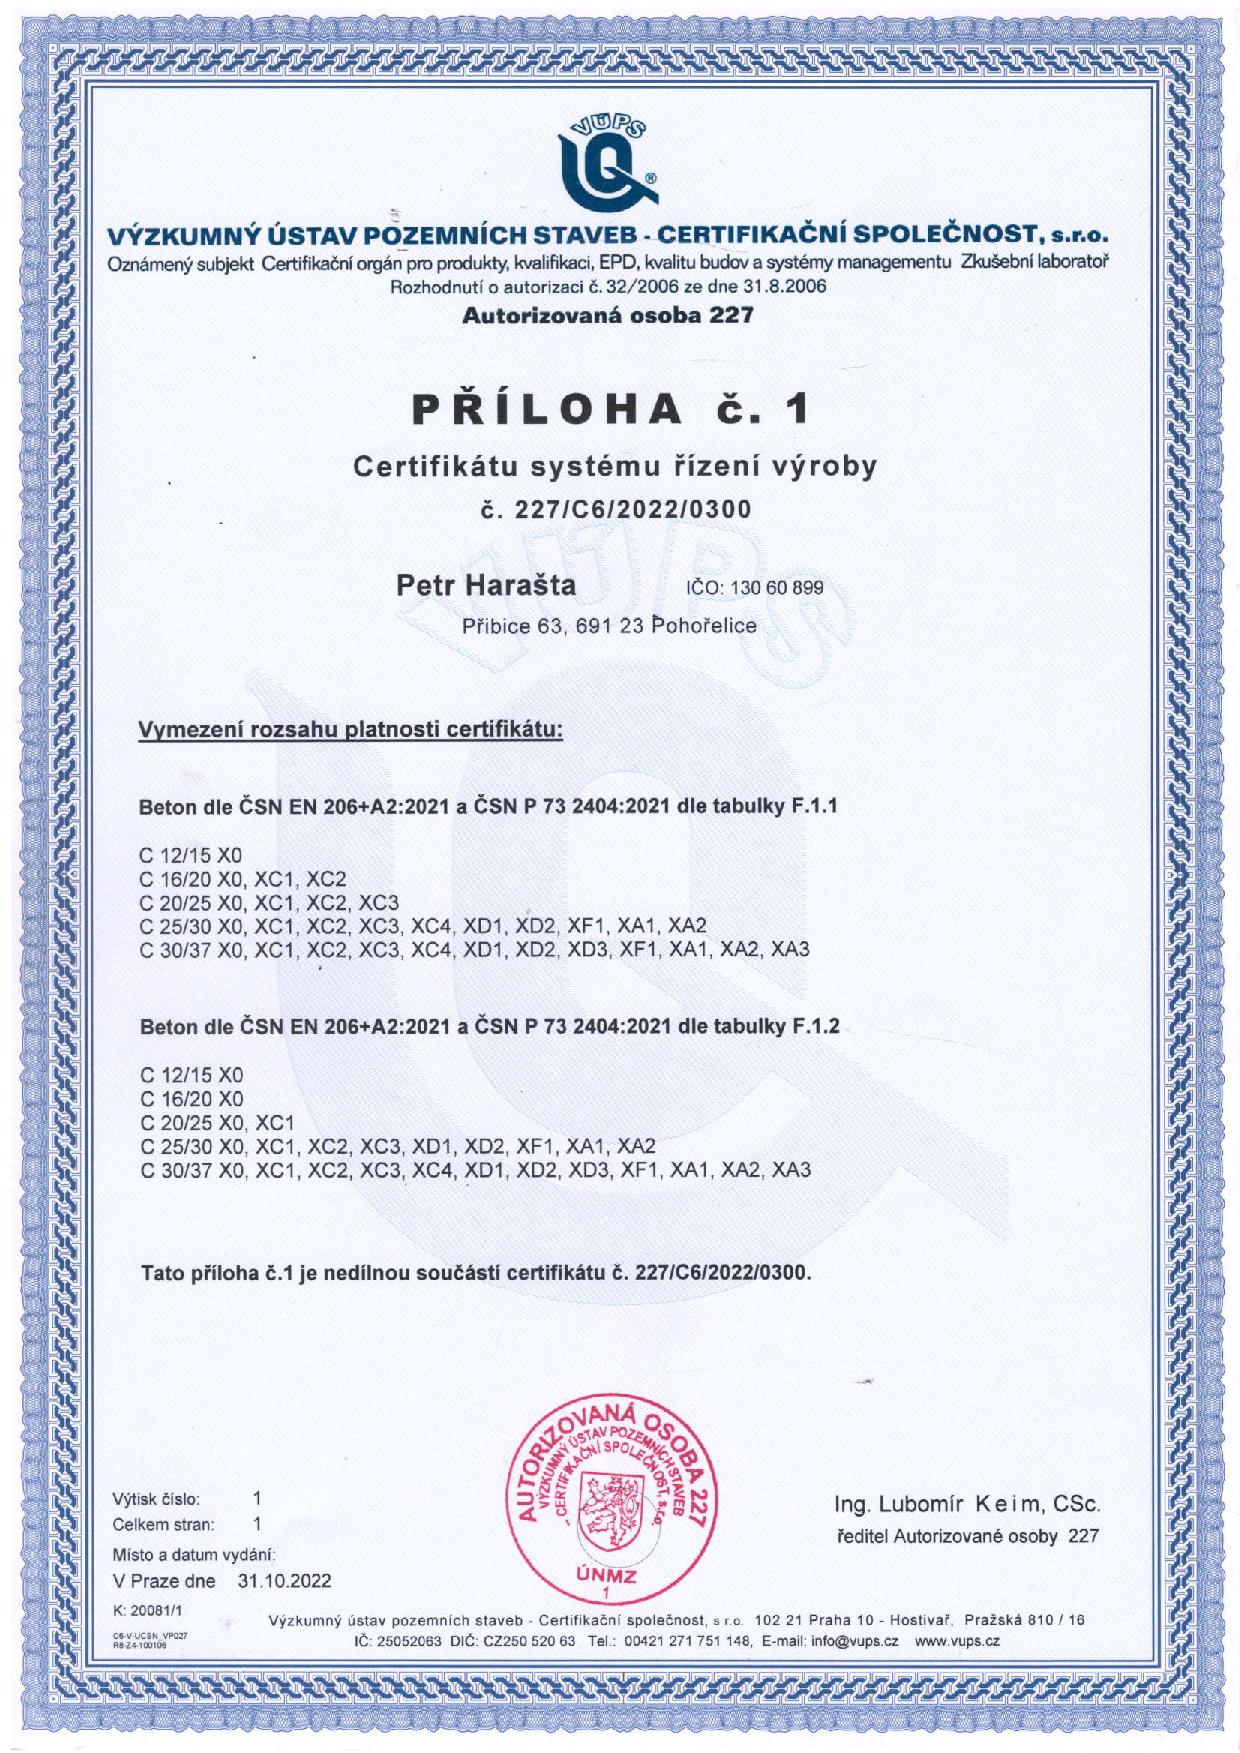 VÚPS
®
VÝZKUMNÝ ÚSTAV POZEMNÍCH STAVEB - CERTIFIKAČNÍ SPOLEČNOST, s.r.o.
Oznámený subjekt Certifikační orgán pro produkty, kvalifikaci, EPD, kvalitu budov a systémy managementu Zkušební laboratoř
Rozhodnutí o autorizaci č. 32/2006 ze dne 31.8.2006
Autorizovaná osoba 227
PŘÍLOHA č. 1
Certifikátu systému řízení výroby
č. 227/C6/2022/0300
Petr Harašta IČO: 130 60 899
Přibice 63, 691 23 Pohořelice
Vymezení rozsahu platnosti certifikátu:
Beton dle ČSN EN 206+A2:2021 a ČSN P 73 2404:2021 dle tabulky F.1.1
C 12/15 X0
C 16/20 X0, XC1, XC2
C 20/25 X0, XC1, XC2, XC3
C 25/30 X0, XC1, XC2, XC3, XC4, XD1, XD2, XF1, XA1, XA2
C 30/37 X0, XC1, XC2, XC3, XC4, XD1, XD2, XD3, XF1, XA1, XA2, XA3
Beton dle ČSN EN 206+A2:2021 a ČSN P 73 2404:2021 dle tabulky F.1.2
C 12/15 X0
C 16/20 X0
C 20/25 X0, XC1
C 25/30 X0, XC1, XC2, XC3, XD1, XD2, XF1, XA1, XA2
C 30/37 X0, XC1, XC2, XC3, XC4, XD1, XD2, XD3, XF1, XA1, XA2, XA3
Tato příloha č.1 je nedílnou součástí certifikátu č. 227/C6/2022/0300.
AUTORIZOVANÁ OSOBA 227
VÝZKUMNÝ ÚSTAV POZEMNÍCH STAVEB
- CERTIFIKAČNÍ SPOLEČNOST, s.r.o.
ÚNMZ
1
Výtisk číslo: 1
Celkem stran: 1
Místo a datum vydání:
V Praze dne 31.10.2022
Ing. Lubomír Keim, CSc.
ředitel Autorizované osoby 227
K: 20081/1
C6-V-UCSN_VP027
R8-Z4-100106
Výzkumný ústav pozemních staveb - Certifikační společnost, s r.o. 102 21 Praha 10 - Hostivař, Pražská 810 / 16
IČ: 25052063 DIČ: CZ250 520 63 Tel.: 00421 271 751 148, E-mail: info@vups.cz www.vups.cz